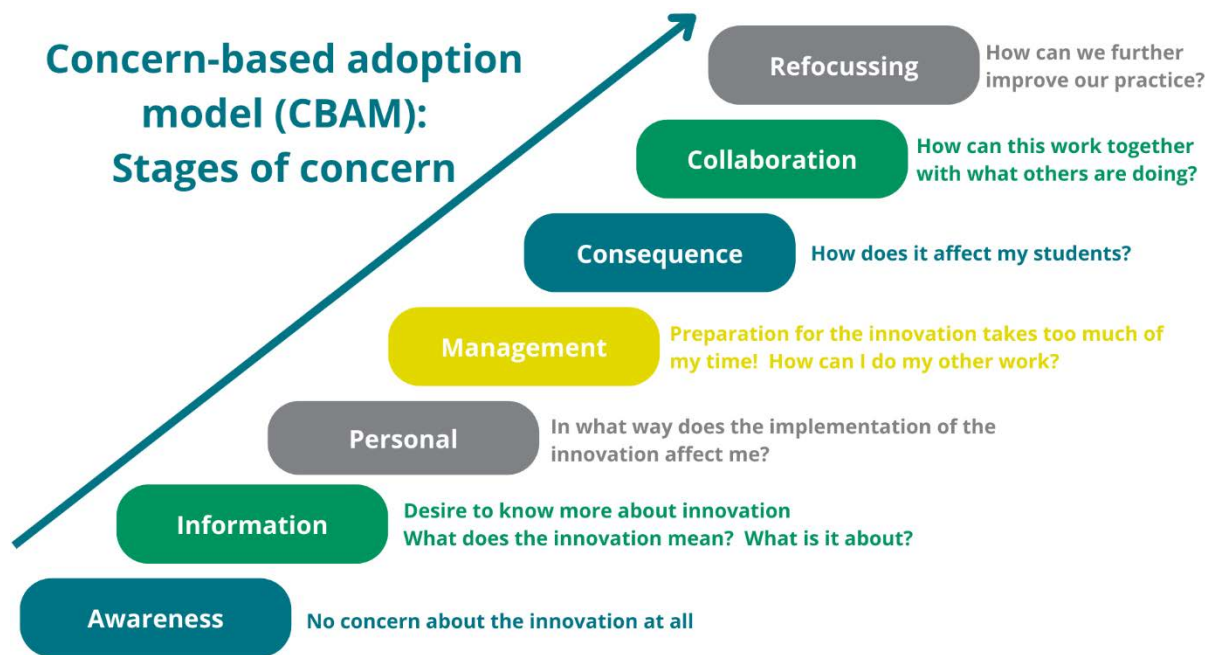 Concern-based adoption
model (CBAM):
Stages of concern
Refocussing
How can we further
improve our practice?
Collaboration
How can this work together
with what others are doing?
Consequence
How does it affect my students?
Management
Preparation for the innovation takes too much of
my time! How can I do my other work?
Personal
In what way does the implementation of the
innovation affect me?
Information
Desire to know more about innovation
What does the innovation mean? What is it about?
Awareness
No concern about the innovation at all